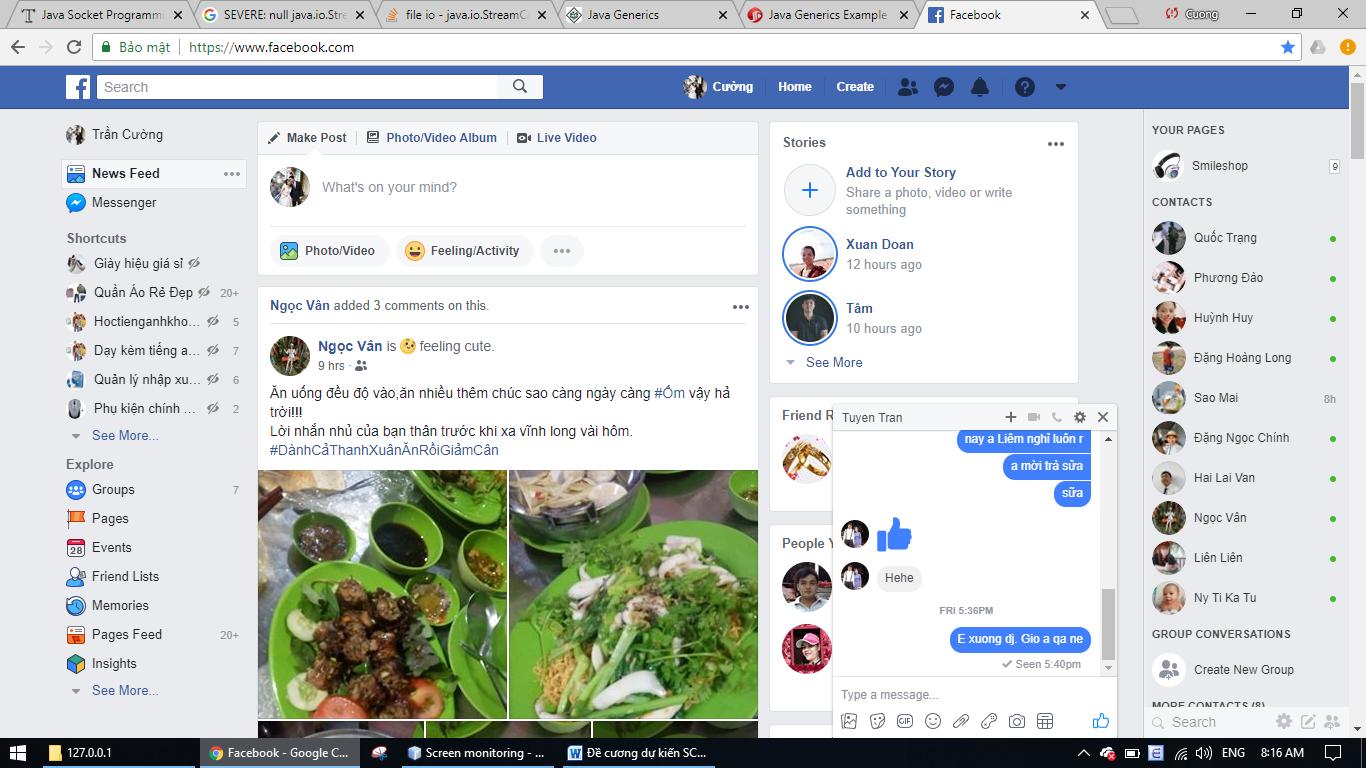 Java Socket Programmi
SEVERE: null java.io.Stre
file io - java.io.StreamC
Java Generics
Java Generics Example
Facebook
Cuong
Bảo mật
https://www.facebook.com
Search
Cường
Home
Create
Trần Cường
News Feed
Messenger
Shortcuts
Giày hiệu giá sỉ
Quần Áo Rẻ Đẹp 20+
Hoctienganhkho... 5
Dạy kèm tiếng a... 7
Quản lý nhập xu... 6
Phụ kiện chính ... 2
See More...
Explore
Groups 7
Pages
Events
28
Friend Lists
Memories
Pages Feed 20+
Insights
See More...
Make Post
Photo/Video Album
Live Video
What's on your mind?
Photo/Video
Feeling/Activity
Ngọc Vân added 3 comments on this.
Ngọc Vân is feeling cute.
9 hrs ·
Ăn uống đều độ vào,ăn nhiều thêm chúc sao càng ngày càng #Ốm vậy hả
trời!!!
Lời nhắn nhủ của bạn thân trước khi xa vĩnh long vài hôm.
#DànhCảThanhXuânĂnRồiGiảmCân
Stories
Add to Your Story
Share a photo, video or write
something
Xuan Doan
12 hours ago
Tâm
10 hours ago
See More
Friend R
People Y
Tuyen Tran
nay a Liêm nghỉ luôn r
a mời trà sửa
sữa
Hehe
FRI 5:36PM
E xuong dj. Gio a qa ne
Seen 5:40pm
Type a message...
GIF
YOUR PAGES
Smileshop 9
CONTACTS
Quốc Trạng
Phương Đào
Huỳnh Huy
Đặng Hoàng Long
Sao Mai 8h
Đặng Ngọc Chính
Hai Lai Van
Ngọc Vân
Liên Liên
Ny Ti Ka Tu
GROUP CONVERSATIONS
Create New Group
MORE CONTACTS (8)
Search
127.0.0.1
Facebook - Google C...
Screen monitoring - ...
Đề cương dự kiến SC...
ENG
8:16 AM